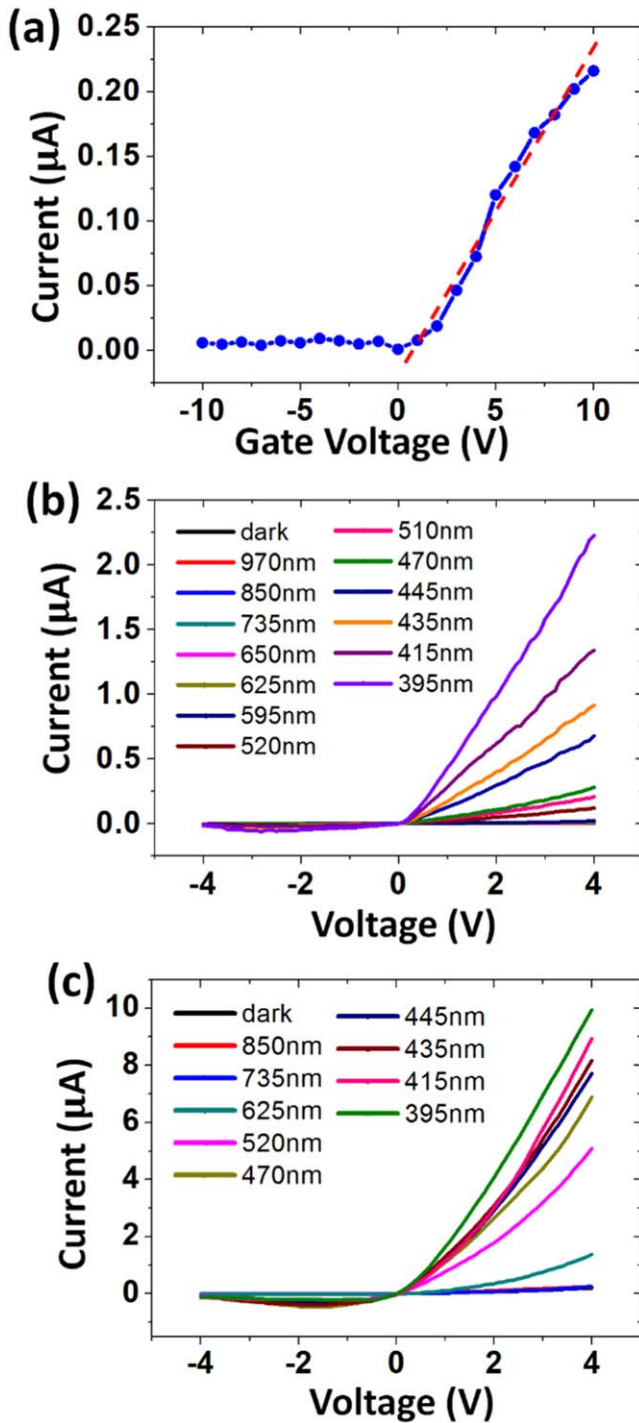 (a)
0.25
0.20
0.15
0.10
0.05
0.00
Current (μA)
-10 -5 0 5 10
Gate Voltage (V)
(b)
2.5
2.0
1.5
1.0
0.5
0.0
Current (μA)
dark
970nm
850nm
735nm
650nm
625nm
595nm
520nm
510nm
470nm
445nm
435nm
415nm
395nm
-4 -2 0 2 4
Voltage (V)
(c)
10
8
6
4
2
0
Current (μA)
dark
850nm
735nm
625nm
520nm
470nm
445nm
435nm
415nm
395nm
-4 -2 0 2 4
Voltage (V)